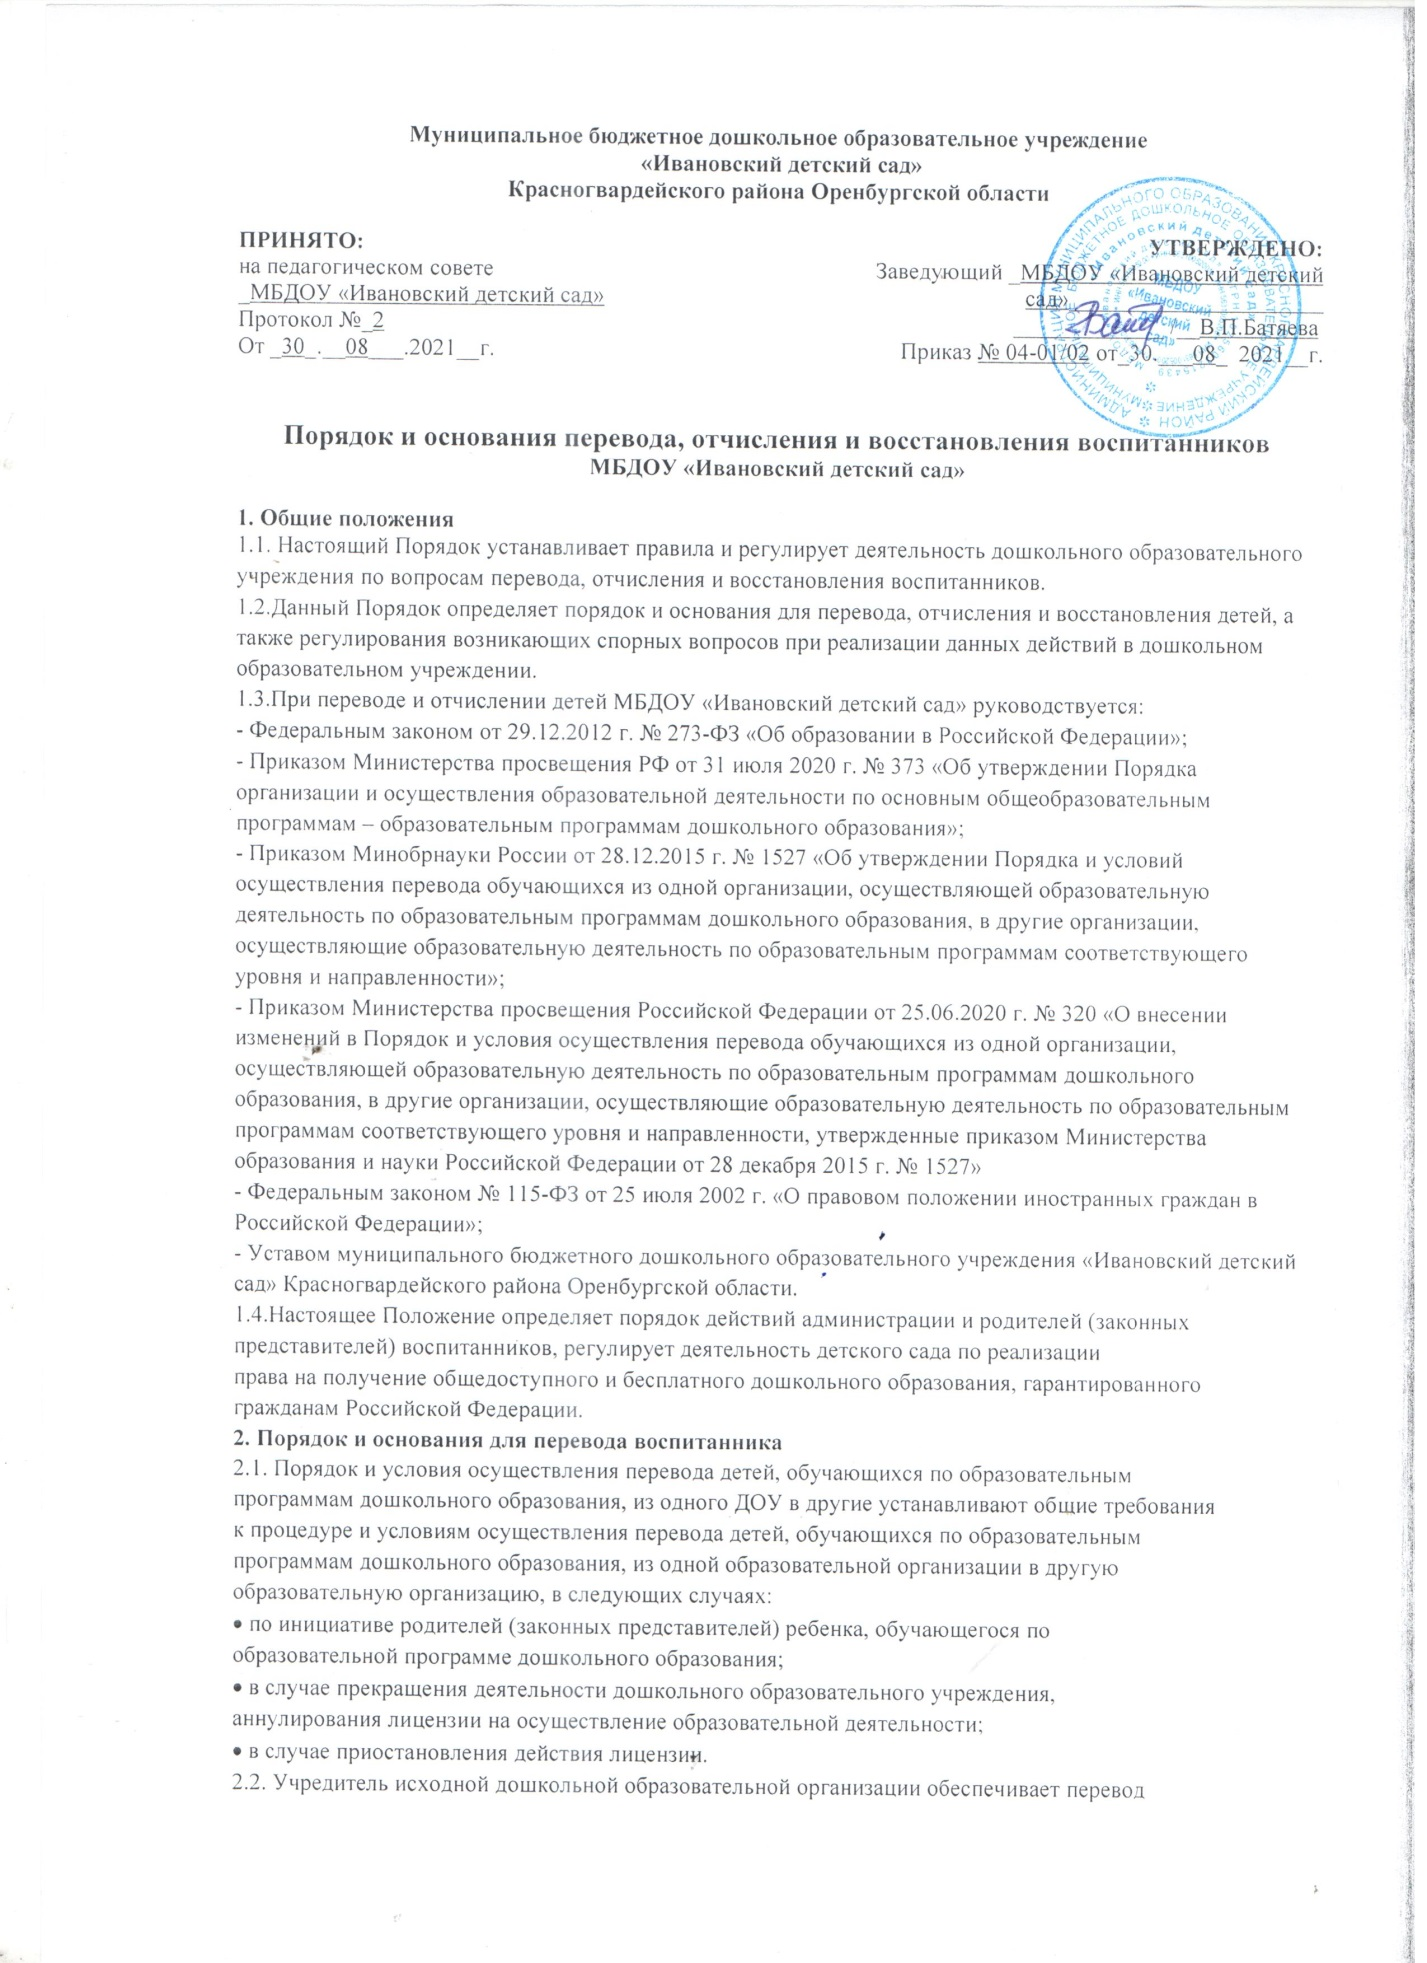 Муниципальное бюджетное дошкольное образовательное учреждение
«Ивановский детский сад»
Красногвардейского района Оренбургской области
ПРИНЯТО:
на педагогическом совете
_МБДОУ «Ивановский детский сад»
Протокол №_2
От _30_.__08___.2021__г.
УТВЕРЖДЕНО:
Заведующий _МБДОУ «Ивановский детский
сад»
/__В.П.Батяева
Приказ № 04-01/02 от_30.___08_ 2021__г.
МБДОУ
«Ивановский
детский
сад»
Порядок и основания перевода, отчисления и восстановления воспитанников
МБДОУ «Ивановский детский сад»
1. Общие положения
1.1. Настоящий Порядок устанавливает правила и регулирует деятельность дошкольного образовательного
учреждения по вопросам перевода, отчисления и восстановления воспитанников.
1.2.Данный Порядок определяет порядок и основания для перевода, отчисления и восстановления детей, а
также регулирования возникающих спорных вопросов при реализации данных действий в дошкольном
образовательном учреждении.
1.3.При переводе и отчислении детей МБДОУ «Ивановский детский сад» руководствуется:
- Федеральным законом от 29.12.2012 г. № 273-ФЗ «Об образовании в Российской Федерации»;
- Приказом Министерства просвещения РФ от 31 июля 2020 г. № 373 «Об утверждении Порядка
организации и осуществления образовательной деятельности по основным общеобразовательным
программам – образовательным программам дошкольного образования»;
- Приказом Минобрнауки России от 28.12.2015 г. № 1527 «Об утверждении Порядка и условий
осуществления перевода обучающихся из одной организации, осуществляющей образовательную
деятельность по образовательным программам дошкольного образования, в другие организации,
осуществляющие образовательную деятельность по образовательным программам соответствующего
уровня и направленности»;
- Приказом Министерства просвещения Российской Федерации от 25.06.2020 г. № 320 «О внесении
изменений в Порядок и условия осуществления перевода обучающихся из одной организации,
осуществляющей образовательную деятельность по образовательным программам дошкольного
образования, в другие организации, осуществляющие образовательную деятельность по образовательным
программам соответствующего уровня и направленности, утвержденные приказом Министерства
образования и науки Российской Федерации от 28 декабря 2015 г. № 1527»
- Федеральным законом № 115-ФЗ от 25 июля 2002 г. «О правовом положении иностранных граждан в
Российской Федерации»;
- Уставом муниципального бюджетного дошкольного образовательного учреждения «Ивановский детский
сад» Красногвардейского района Оренбургской области.
1.4.Настоящее Положение определяет порядок действий администрации и родителей (законных
представителей) воспитанников, регулирует деятельность детского сада по реализации
права на получение общедоступного и бесплатного дошкольного образования, гарантированного
гражданам Российской Федерации.
2. Порядок и основания для перевода воспитанника
2.1. Порядок и условия осуществления перевода детей, обучающихся по образовательным
программам дошкольного образования, из одного ДОУ в другие устанавливают общие требования
к процедуре и условиям осуществления перевода детей, обучающихся по образовательным
программам дошкольного образования, из одной образовательной организации в другую
образовательную организацию, в следующих случаях:
• по инициативе родителей (законных представителей) ребенка, обучающегося по
образовательной программе дошкольного образования;
• в случае прекращения деятельности дошкольного образовательного учреждения,
аннулирования лицензии на осуществление образовательной деятельности;
• в случае приостановления действия лицензии.
2.2. Учредитель исходной дошкольной образовательной организации обеспечивает перевод